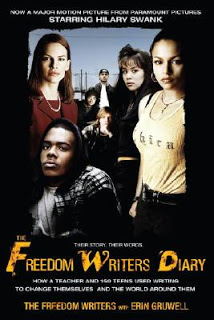 NOW A MAJOR MOTION PICTURE FROM PARAMOUNT PICTURES
STARRING HILARY SWANK
THEIR STORY. THEIR WORDS.
THE
FREEDOM WRITERS DIARY
HOW A TEACHER AND 150 TEENS USED WRITING
TO CHANGE THEMSELVES AND THE WORLD AROUND THEM
THE FREEDOM WRITERS WITH ERIN GRUWELL